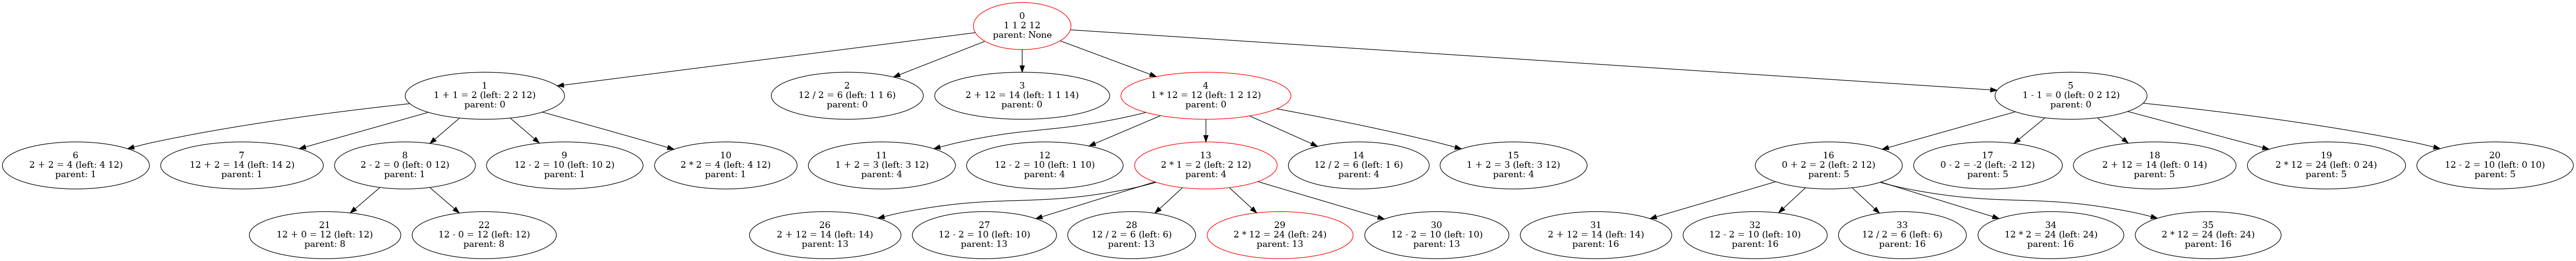 0
1 1 2 12
parent: None
1
1 + 1 = 2 (left: 2 2 12)
parent: 0
2
12 / 2 = 6 (left: 1 1 6)
parent: 0
3
2 + 12 = 14 (left: 1 1 14)
parent: 0
4
1 * 12 = 12 (left: 1 2 12)
parent: 0
5
1 - 1 = 0 (left: 0 2 12)
parent: 0
6
2 + 2 = 4 (left: 4 12)
parent: 1
7
12 + 2 = 14 (left: 14 2)
parent: 1
8
2 - 2 = 0 (left: 0 12)
parent: 1
9
12 - 2 = 10 (left: 10 2)
parent: 1
10
2 * 2 = 4 (left: 4 12)
parent: 1
11
1 + 2 = 3 (left: 3 12)
parent: 4
12
12 - 2 = 10 (left: 1 10)
parent: 4
13
2 * 1 = 2 (left: 2 12)
parent: 4
14
12 / 2 = 6 (left: 1 6)
parent: 4
15
1 + 2 = 3 (left: 3 12)
parent: 4
16
0 + 2 = 2 (left: 2 12)
parent: 5
17
0 - 2 = -2 (left: -2 12)
parent: 5
18
2 + 12 = 14 (left: 0 14)
parent: 5
19
2 * 12 = 24 (left: 0 24)
parent: 5
20
12 - 2 = 10 (left: 0 10)
parent: 5
21
12 + 0 = 12 (left: 12)
parent: 8
22
12 - 0 = 12 (left: 12)
parent: 8
26
2 + 12 = 14 (left: 14)
parent: 13
27
12 - 2 = 10 (left: 10)
parent: 13
28
12 / 2 = 6 (left: 6)
parent: 13
29
2 * 12 = 24 (left: 24)
parent: 13
30
12 - 2 = 10 (left: 10)
parent: 13
31
2 + 12 = 14 (left: 14)
parent: 16
32
12 - 2 = 10 (left: 10)
parent: 16
33
12 / 2 = 6 (left: 6)
parent: 16
34
12 * 2 = 24 (left: 24)
parent: 16
35
2 * 12 = 24 (left: 24)
parent: 16